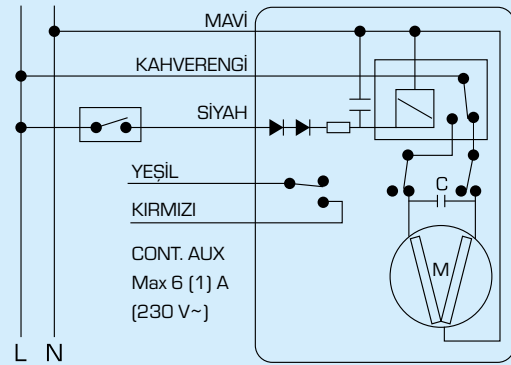 MAVİ
KAHVERENGİ
SİYAH
YEŞİL
KIRMIZI
CONT. AUX
Max 6 (1) A
(230 V~)
C
M
L N